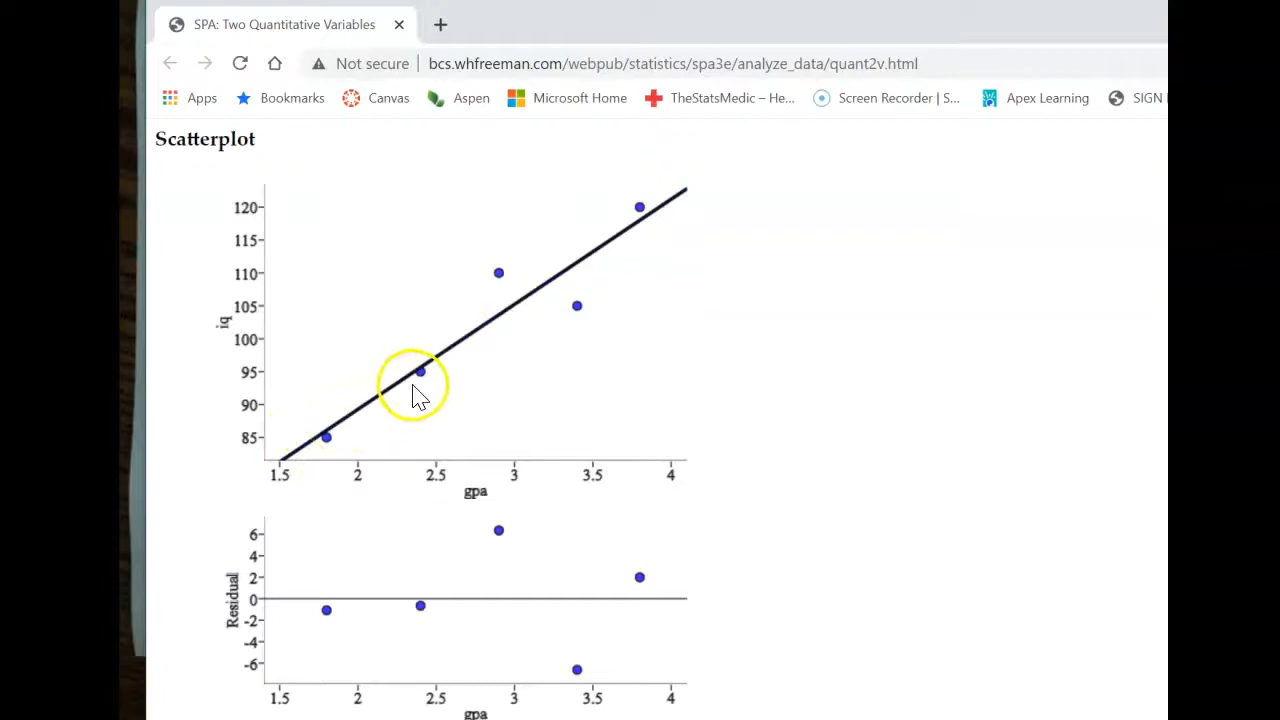 SPA: Two Quantitative Variables
Not secure | bcs.whfreeman.com/webpub/statistics/spa3e/analyze_data/quant2v.html
Apps Bookmarks Canvas Aspen Microsoft Home TheStatsMedic – He... Screen Recorder | S... Apex Learning SIGN
Scatterplot
120
115
110
105
100
95
90
85
iq
1.5 2 2.5 3 3.5 4
gpa
6
4
2
0
-2
-4
-6
Residual
1.5 2 2.5 3 3.5 4
gpa